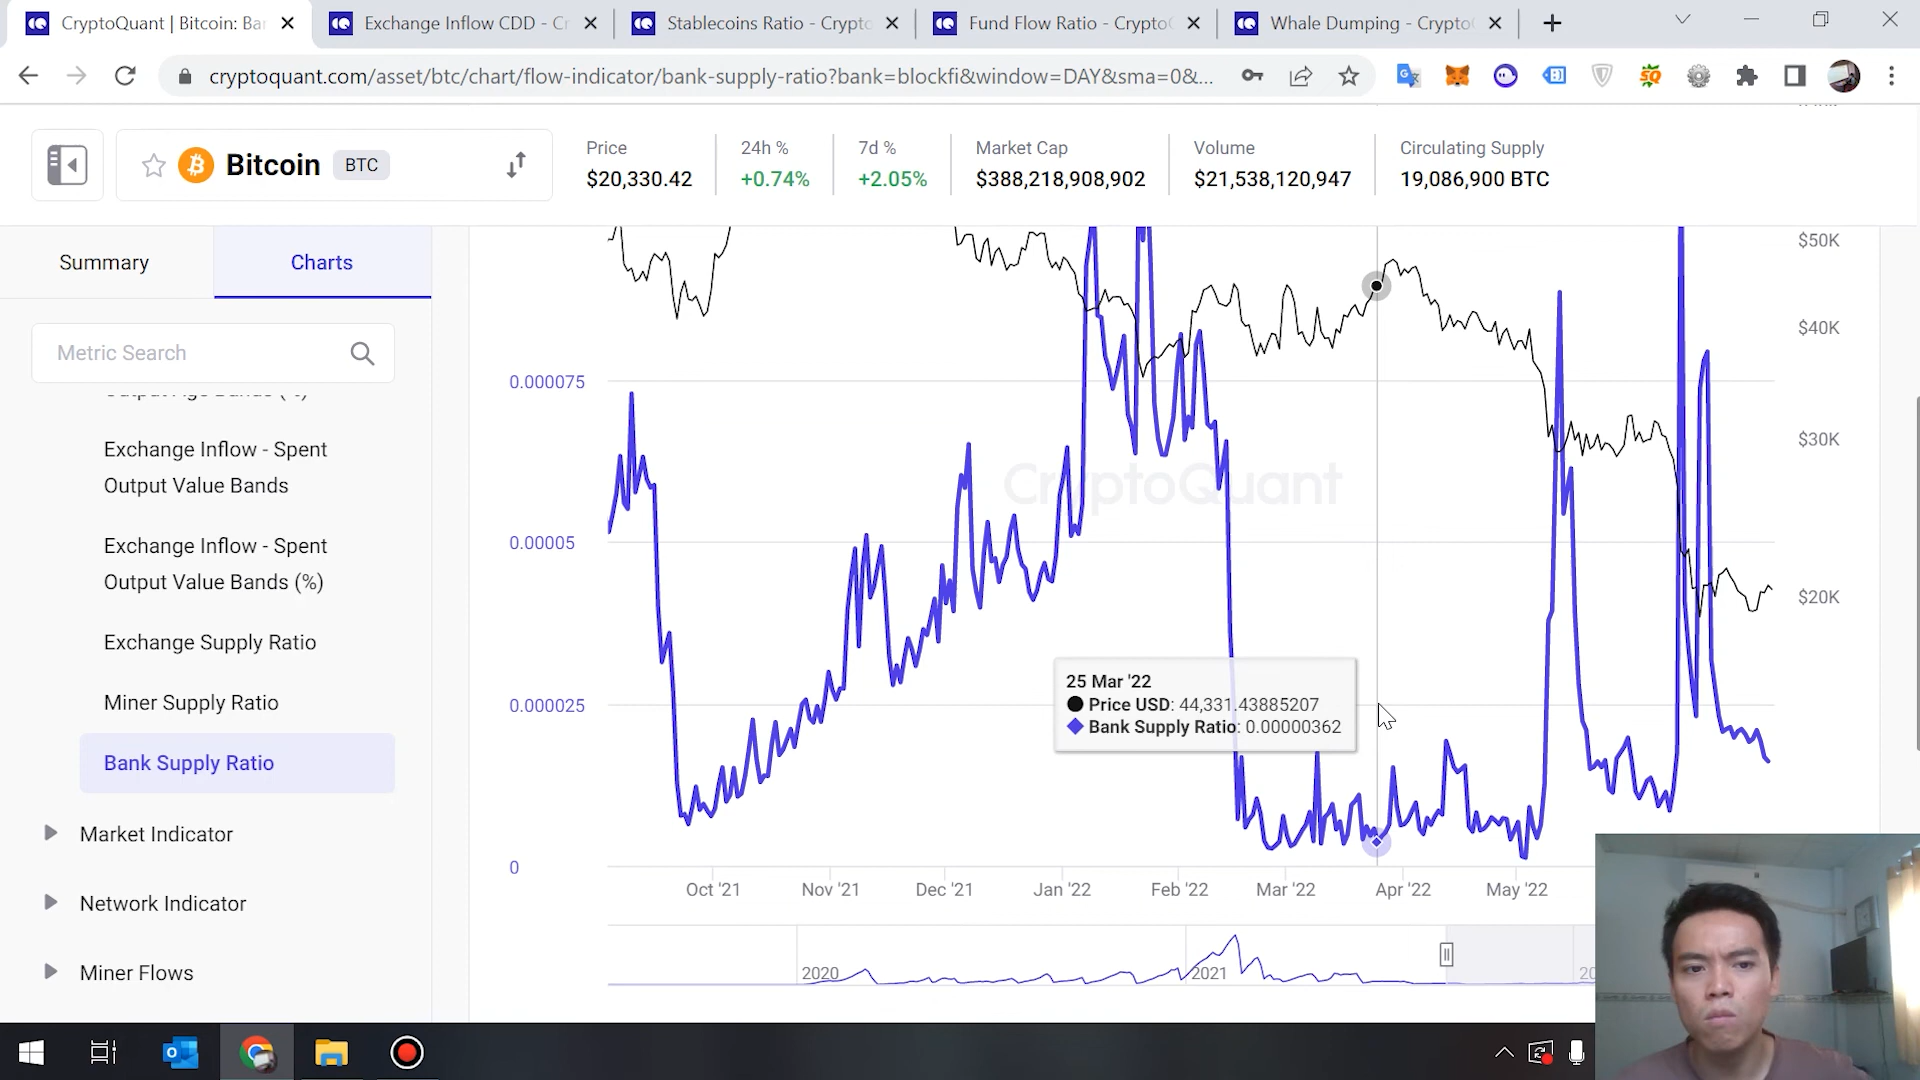 CryptoQuant | Bitcoin: Ba
Exchange Inflow CDD - C
Stablecoins Ratio - Crypto
Fund Flow Ratio - Crypto
Whale Dumping - Crypto
cryptoquant.com/asset/btc/chart/flow-indicator/bank-supply-ratio?bank=blockfi&window=DAY&sma=0&...
Bitcoin BTC
Price
$20,330.42
24h %
+0.74%
7d %
+2.05%
Market Cap
$388,218,908,902
Volume
$21,538,120,947
Circulating Supply
19,086,900 BTC
Summary
Charts
Metric Search
Exchange Inflow - Spent
Output Value Bands
Exchange Inflow - Spent
Output Value Bands (%)
Exchange Supply Ratio
Miner Supply Ratio
Bank Supply Ratio
Market Indicator
Network Indicator
Miner Flows
0.000075
0.00005
0.000025
0
$50K
$40K
$30K
$20K
CryptoQuant
25 Mar '22
Price USD: 44,331.43885207
Bank Supply Ratio: 0.00000362
Oct '21
Nov '21
Dec '21
Jan '22
Feb '22
Mar '22
Apr '22
May '22
2020
2021